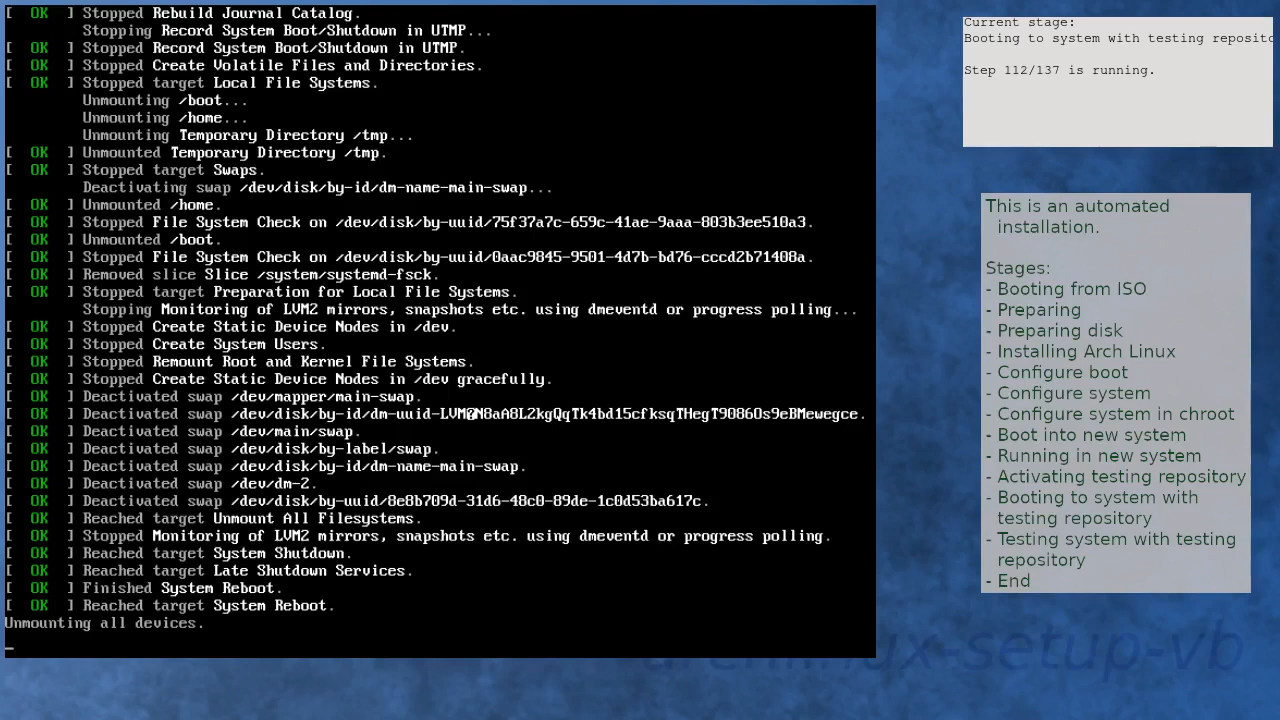 [  OK  ] Stopped Rebuild Journal Catalog.
Stopping Record System Boot/Shutdown in UTMP...
[  OK  ] Stopped Record System Boot/Shutdown in UTMP.
[  OK  ] Stopped Create Volatile Files and Directories.
[  OK  ] Stopped target Local File Systems.
Unmounting /boot...
Unmounting /home...
Unmounting Temporary Directory /tmp...
[  OK  ] Unmounted Temporary Directory /tmp.
[  OK  ] Stopped target Swaps.
Deactivating swap /dev/disk/by-id/dm-name-main-swap...
[  OK  ] Unmounted /home.
[  OK  ] Stopped File System Check on /dev/disk/by-uuid/75f37a7c-659c-41ae-9aaa-803b3ee510a3.
[  OK  ] Unmounted /boot.
[  OK  ] Stopped File System Check on /dev/disk/by-uuid/0aac9845-9501-4d7b-bd76-cccd2b71408a.
[  OK  ] Removed slice Slice /system/systemd-fsck.
[  OK  ] Stopped target Preparation for Local File Systems.
Stopping Monitoring of LVM2 mirrors, snapshots etc. using dmeventd or progress polling...
[  OK  ] Stopped Create Static Device Nodes in /dev.
[  OK  ] Stopped Create System Users.
[  OK  ] Stopped Remount Root and Kernel File Systems.
[  OK  ] Stopped Create Static Device Nodes in /dev gracefully.
[  OK  ] Deactivated swap /dev/mapper/main-swap.
[  OK  ] Deactivated swap /dev/disk/by-id/dm-uuid-LVM�N8aA8L2kgQqTk4bd15cfksqTHegT9086Os9eBMewegce.
[  OK  ] Deactivated swap /dev/main/swap.
[  OK  ] Deactivated swap /dev/disk/by-label/swap.
[  OK  ] Deactivated swap /dev/disk/by-id/dm-name-main-swap.
[  OK  ] Deactivated swap /dev/dm-2.
[  OK  ] Deactivated swap /dev/disk/by-uuid/8e8b709d-31d6-48c0-89de-1c0d53ba617c.
[  OK  ] Reached target Unmount All Filesystems.
[  OK  ] Stopped Monitoring of LVM2 mirrors, snapshots etc. using dmeventd or progress polling.
[  OK  ] Reached target System Shutdown.
[  OK  ] Reached target Late Shutdown Services.
[  OK  ] Finished System Reboot.
[  OK  ] Reached target System Reboot.
Unmounting all devices.
Current stage:
Booting to system with testing reposito
Step 112/137 is running.
This is an automated
installation.
Stages:
- Booting from ISO
- Preparing
- Preparing disk
- Installing Arch Linux
- Configure boot
- Configure system
- Configure system in chroot
- Boot into new system
- Running in new system
- Activating testing repository
- Booting to system with
testing repository
- Testing system with testing
repository
- End